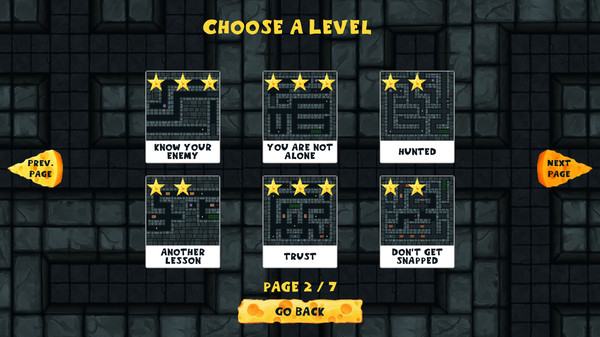 CHOOSE A LEVEL
KNOW YOUR
ENEMY
YOU ARE NOT
ALONE
HUNTED
PREV.
PAGE
NEXT
PAGE
ANOTHER
LESSON
TRUST
DON'T GET
SNAPPED
PAGE 2 / 7
GO BACK